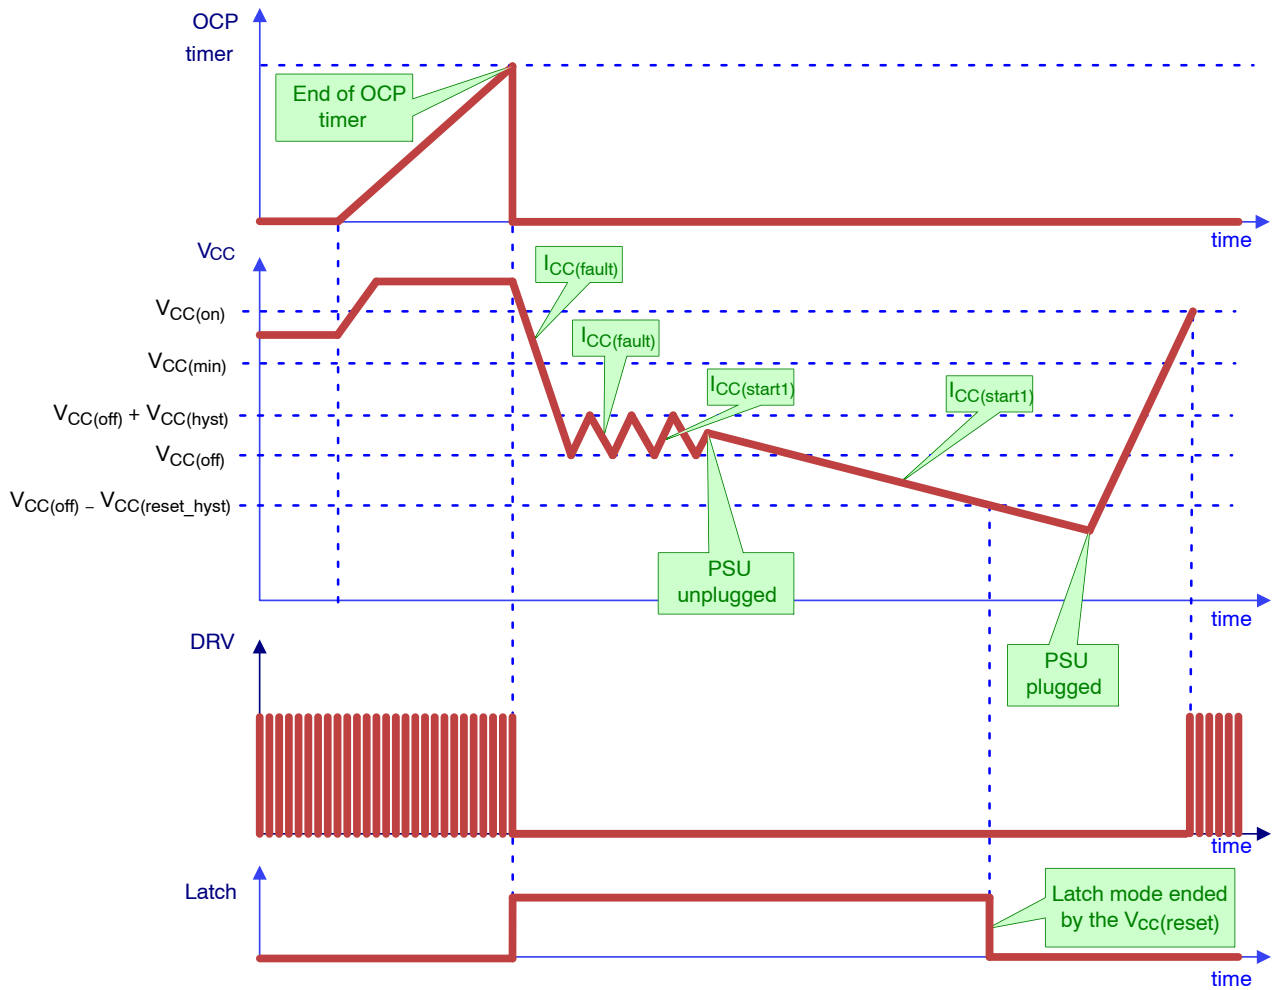 OCP
timer
End of OCP
timer
time
VCC
ICC(fault)
VCC(on)
ICC(fault)
VCC(min)
ICC(start1)
ICC(start1)
VCC(off) + VCC(hyst)
VCC(off)
VCC(off) – VCC(reset_hyst)
PSU
unplugged
time
DRV
PSU
plugged
time
Latch
Latch mode ended
by the Vcc(reset)
time